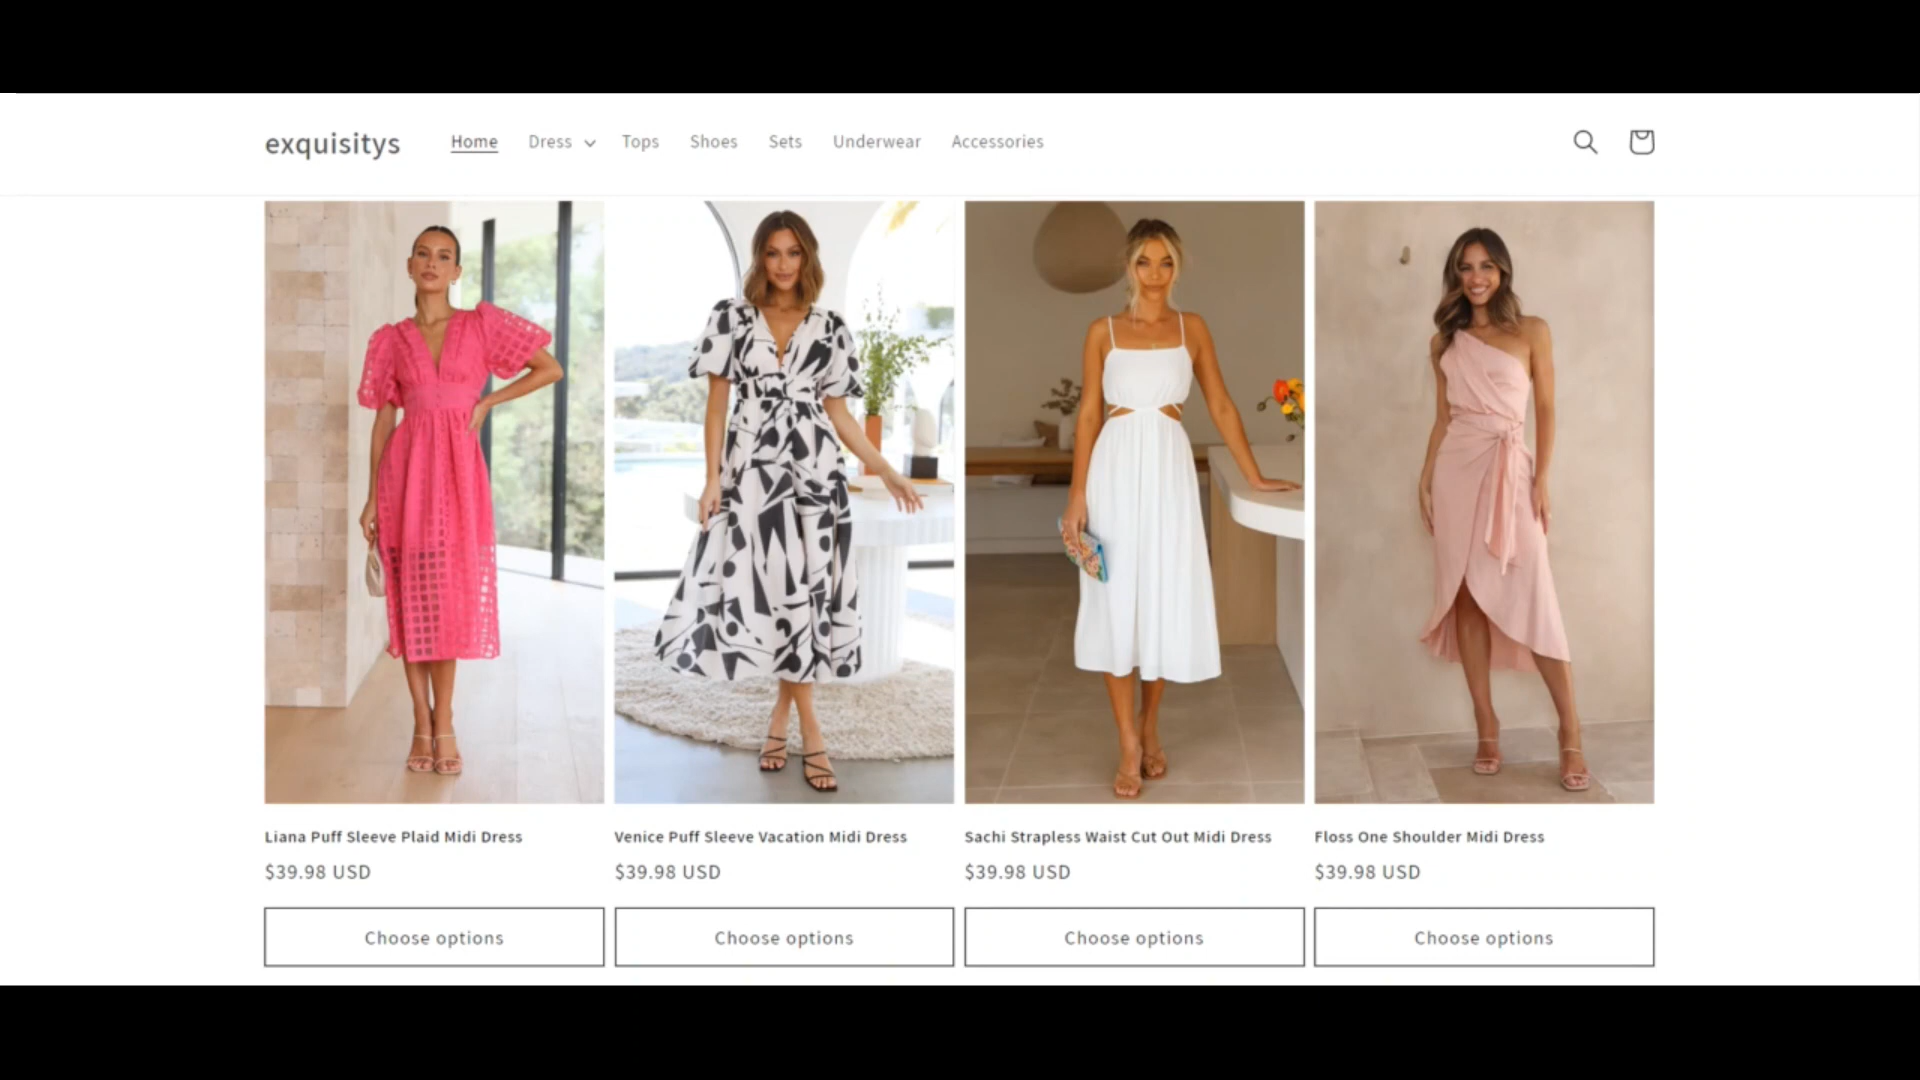 exquisitys
Home Dress Tops Shoes Sets Underwear Accessories
Liana Puff Sleeve Plaid Midi Dress
$39.98 USD
Choose options
Venice Puff Sleeve Vacation Midi Dress
$39.98 USD
Choose options
Sachi Strapless Waist Cut Out Midi Dress
$39.98 USD
Choose options
Floss One Shoulder Midi Dress
$39.98 USD
Choose options